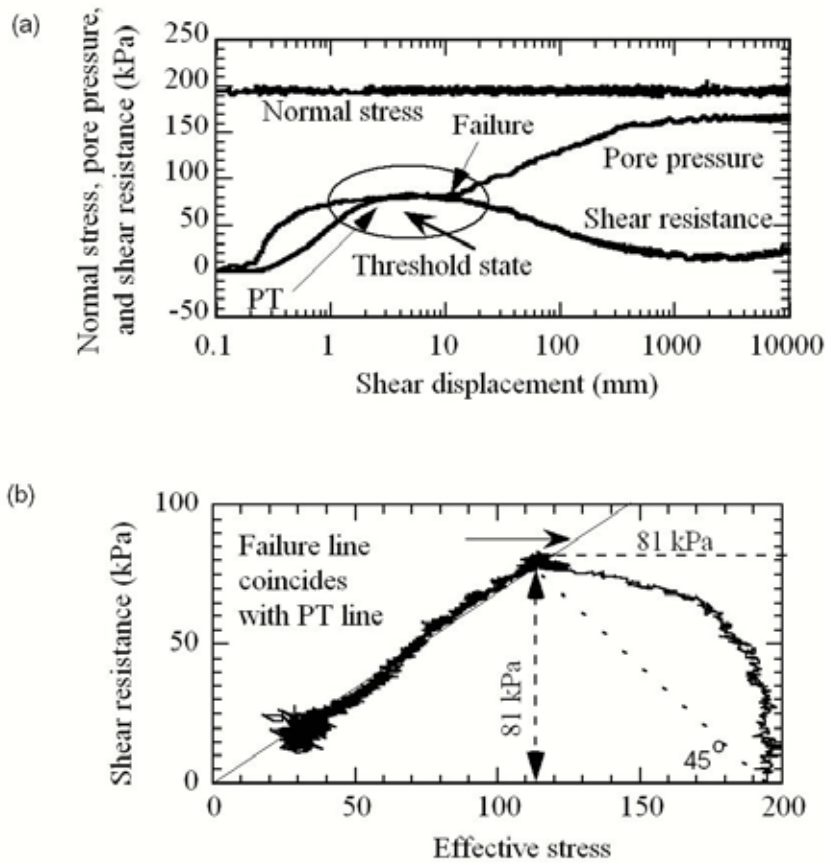 (a)
Normal stress, pore pressure,
and shear resistance (kPa)
250
200
150
100
50
0
-50
Normal stress
Failure
Pore pressure
Shear resistance
Threshold state
PT
0.1 1 10 100 1000 10000
Shear displacement (mm)
(b)
Shear resistance (kPa)
100
50
0
Failure line
coincides
with PT line
81 kPa
81 kPa
45°
0 50 100 150 200
Effective stress